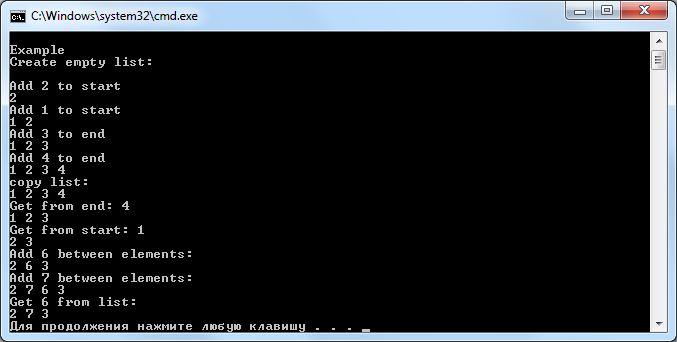 C:\Windows\system32\cmd.exe
Example
Create empty list:
Add 2 to start
2
Add 1 to start
1 2
Add 3 to end
1 2 3
Add 4 to end
1 2 3 4
copy list:
1 2 3 4
Get from end: 4
1 2 3
Get from start: 1
2 3
Add 6 between elements:
2 6 3
Add 7 between elements:
2 7 6 3
Get 6 from list:
2 7 3
Для продолжения нажмите любую клавишу . . . _